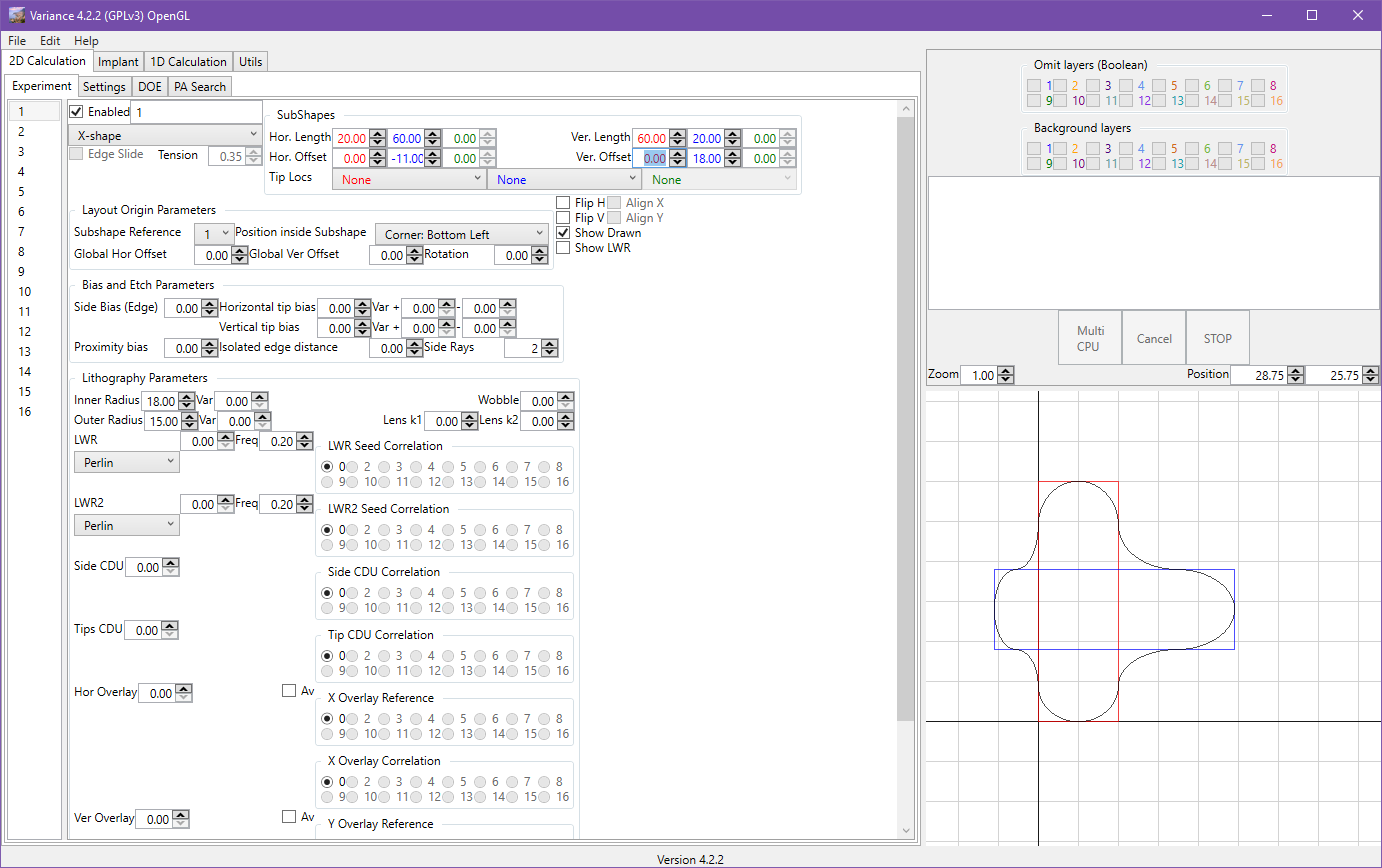 Variance 4.2.2 (GPLv3) OpenGL
File Edit Help
2D Calculation Implant 1D Calculation Utils
Experiment Settings DOE PA Search
1
2
3
4
5
6
7
8
9
10
11
12
13
14
15
16
Enabled 1
X-shape
Edge Slide Tension 0.35
SubShapes
Hor. Length 20.00 60.00 0.00 Ver. Length 60.00 20.00 0.00
Hor. Offset 0.00 -11.00 0.00 Ver. Offset 0.00 18.00 0.00
Tip Locs None None None
Layout Origin Parameters
Subshape Reference 1 Position inside Subshape Corner: Bottom Left
Global Hor Offset 0.00 Global Ver Offset 0.00 Rotation 0.00
Flip H Align X
Flip V Align Y
Show Drawn
Show LWR
Bias and Etch Parameters
Side Bias (Edge) 0.00 Horizontal tip bias 0.00 Var + 0.00 - 0.00
Vertical tip bias 0.00 Var + 0.00 - 0.00
Proximity bias 0.00 Isolated edge distance 0.00 Side Rays 2
Lithography Parameters
Inner Radius 18.00 Var 0.00 Wobble 0.00
Outer Radius 15.00 Var 0.00 Lens k1 0.00 Lens k2 0.00
LWR 0.00 Freq 0.20
Perlin
LWR Seed Correlation
0 2 3 4 5 6 7 8
9 10 11 12 13 14 15 16
LWR2 0.00 Freq 0.20
Perlin
LWR2 Seed Correlation
0 2 3 4 5 6 7 8
9 10 11 12 13 14 15 16
Side CDU 0.00
Side CDU Correlation
0 2 3 4 5 6 7 8
9 10 11 12 13 14 15 16
Tips CDU 0.00
Tip CDU Correlation
0 2 3 4 5 6 7 8
9 10 11 12 13 14 15 16
Hor Overlay 0.00 Av
X Overlay Reference
0 2 3 4 5 6 7 8
9 10 11 12 13 14 15 16
X Overlay Correlation
0 2 3 4 5 6 7 8
9 10 11 12 13 14 15 16
Ver Overlay 0.00 Av
Y Overlay Reference
Omit layers (Boolean)
1 2 3 4 5 6 7 8
9 10 11 12 13 14 15 16
Background layers
1 2 3 4 5 6 7 8
9 10 11 12 13 14 15 16
Multi CPU Cancel STOP
Zoom 1.00 Position 28.75 25.75
Version 4.2.2